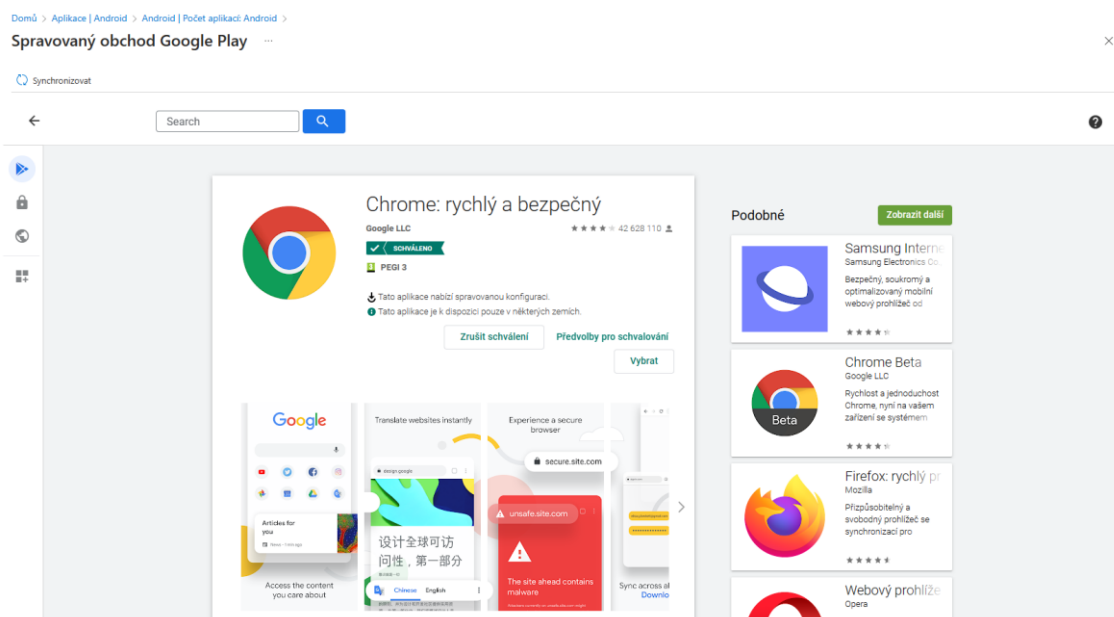 Domů > Aplikace | Android > Android | Počet aplikací: Android >
Spravovaný obchod Google Play ...
Synchronizovat
Search
Chrome: rychlý a bezpečný
Google LLC
42 628 110
SCHVÁLENO
PEGI 3
Tato aplikace nabízí spravovanou konfiguraci.
Tato aplikace je k dispozici pouze v některých zemích.
Zrušit schválení
Předvolby pro schvalování
Vybrat
Google
Articles for
you
Access the content
you care about
Translate websites instantly
design.google
设计全球可访
问性，第一部分
Chinese English
Experience a secure
browser
secure.site.com
unsafe.site.com
The site ahead contains
malware
Sync across al
Downlo
Podobné
Zobrazit další
Samsung Interne
Samsung Electronics Co.,
Bezpečný, soukromý a
optimalizovaný mobilní
webový prohlížeč od
Chrome Beta
Google LLC
Rychlost a jednoduchost
Chrome, nyní na vašem
zařízení se systémem
Beta
Firefox: rychlý pr
Mozilla
Přizpůsobitelný a
svobodný prohlížeč se
synchronizací pro
Webový prohlíže
Opera